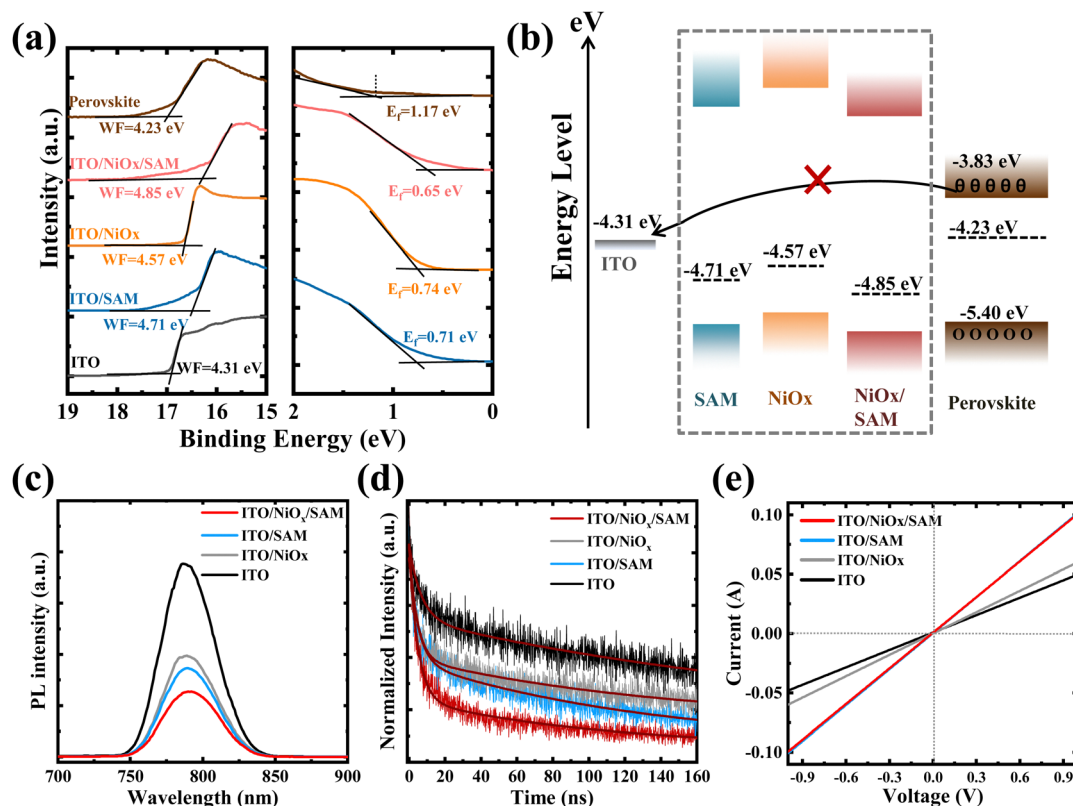 (a)
Intensity (a.u.)
Perovskite
WF=4.23 eV
ITO/NiOx/SAM
WF=4.85 eV
ITO/NiOx
WF=4.57 eV
ITO/SAM
WF=4.71 eV
ITO
WF=4.31 eV
19 18 17 16 15
E_f=1.17 eV
E_f=0.65 eV
E_f=0.74 eV
E_f=0.71 eV
2 1 0
Binding Energy (eV)
(b)
eV
Energy Level
-4.31 eV
ITO
-4.71 eV
-4.57 eV
-4.85 eV
-3.83 eV
θ θ θ θ θ
-4.23 eV
-5.40 eV
O O O O O
SAM
NiOx
NiOx/
SAM
Perovskite
(c)
PL intensity (a.u.)
ITO/NiO_x/SAM
ITO/SAM
ITO/NiOx
ITO
700 750 800 850 900
Wavelength (nm)
(d)
Normalized Intensity (a.u.)
ITO/NiO_x/SAM
ITO/NiO_x
ITO/SAM
ITO
0 20 40 60 80 100 120 140 160
Time (ns)
(e)
Current (A)
0.10
0.05
0.00
-0.05
-0.10
ITO/NiOx/SAM
ITO/SAM
ITO/NiOx
ITO
-0.9 -0.6 -0.3 0.0 0.3 0.6 0.9
Voltage (V)